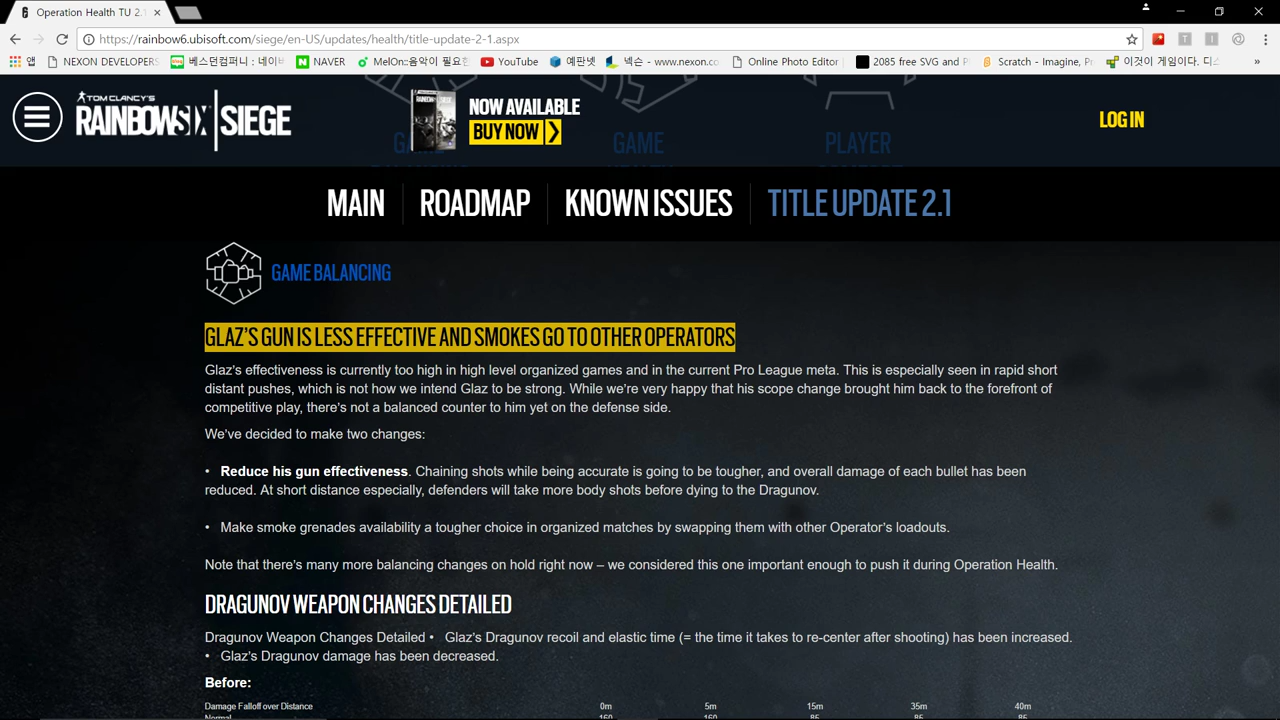 Operation Health TU 2.1
https://rainbow6.ubisoft.com/siege/en-US/updates/health/title-update-2-1.aspx
앱 NEXON DEVELOPERS 베스던컴퍼니 : 네이버 NAVER MelOn::음악이 필요한 YouTube 예판넷 넥슨 - www.nexon.co Online Photo Editor 2085 free SVG and P Scratch - Imagine, Pr 이것이 게임이다. 디스 »
TOM CLANCY'S
RAINBOW SIX | SIEGE
NOW AVAILABLE
BUY NOW
LOG IN
GAME PLAYER
MAIN ROADMAP KNOWN ISSUES TITLE UPDATE 2.1
GAME BALANCING
GLAZ'S GUN IS LESS EFFECTIVE AND SMOKES GO TO OTHER OPERATORS
Glaz's effectiveness is currently too high in high level organized games and in the current Pro League meta. This is especially seen in rapid short
distant pushes, which is not how we intend Glaz to be strong. While we're very happy that his scope change brought him back to the forefront of
competitive play, there's not a balanced counter to him yet on the defense side.
We've decided to make two changes:
• Reduce his gun effectiveness. Chaining shots while being accurate is going to be tougher, and overall damage of each bullet has been
reduced. At short distance especially, defenders will take more body shots before dying to the Dragunov.
• Make smoke grenades availability a tougher choice in organized matches by swapping them with other Operator's loadouts.
Note that there's many more balancing changes on hold right now – we considered this one important enough to push it during Operation Health.
DRAGUNOV WEAPON CHANGES DETAILED
Dragunov Weapon Changes Detailed • Glaz's Dragunov recoil and elastic time (= the time it takes to re-center after shooting) has been increased.
• Glaz's Dragunov damage has been decreased.
Before:
Damage Falloff over Distance 0m 5m 15m 35m 40m
Normal 160 160 85 85 85